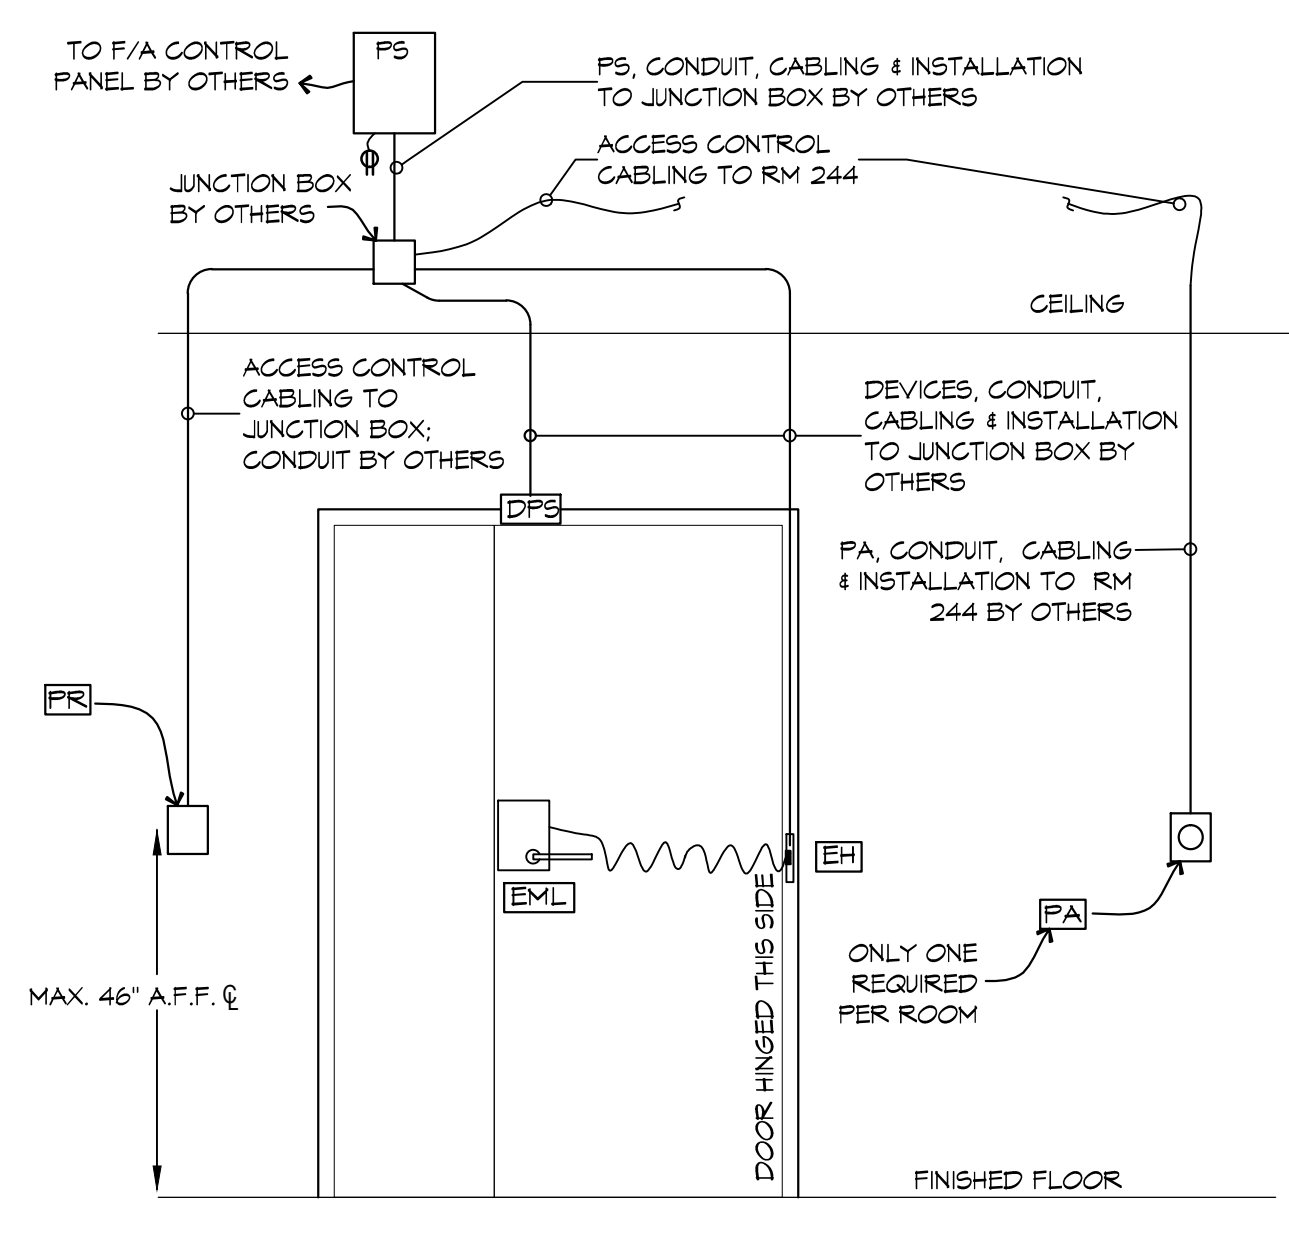 TO F/A CONTROL
PANEL BY OTHERS
PS
PS, CONDUIT, CABLING & INSTALLATION
TO JUNCTION BOX BY OTHERS
ACCESS CONTROL
CABLING TO RM 244
JUNCTION BOX
BY OTHERS
CEILING
ACCESS CONTROL
CABLING TO
JUNCTION BOX;
CONDUIT BY OTHERS
DEVICES, CONDUIT,
CABLING & INSTALLATION
TO JUNCTION BOX BY
OTHERS
DPS
PA, CONDUIT, CABLING
& INSTALLATION TO RM
244 BY OTHERS
PR
EH
EML
PA
ONLY ONE
REQUIRED
PER ROOM
MAX. 46" A.F.F. ℄
DOOR HINGED THIS SIDE
FINISHED FLOOR